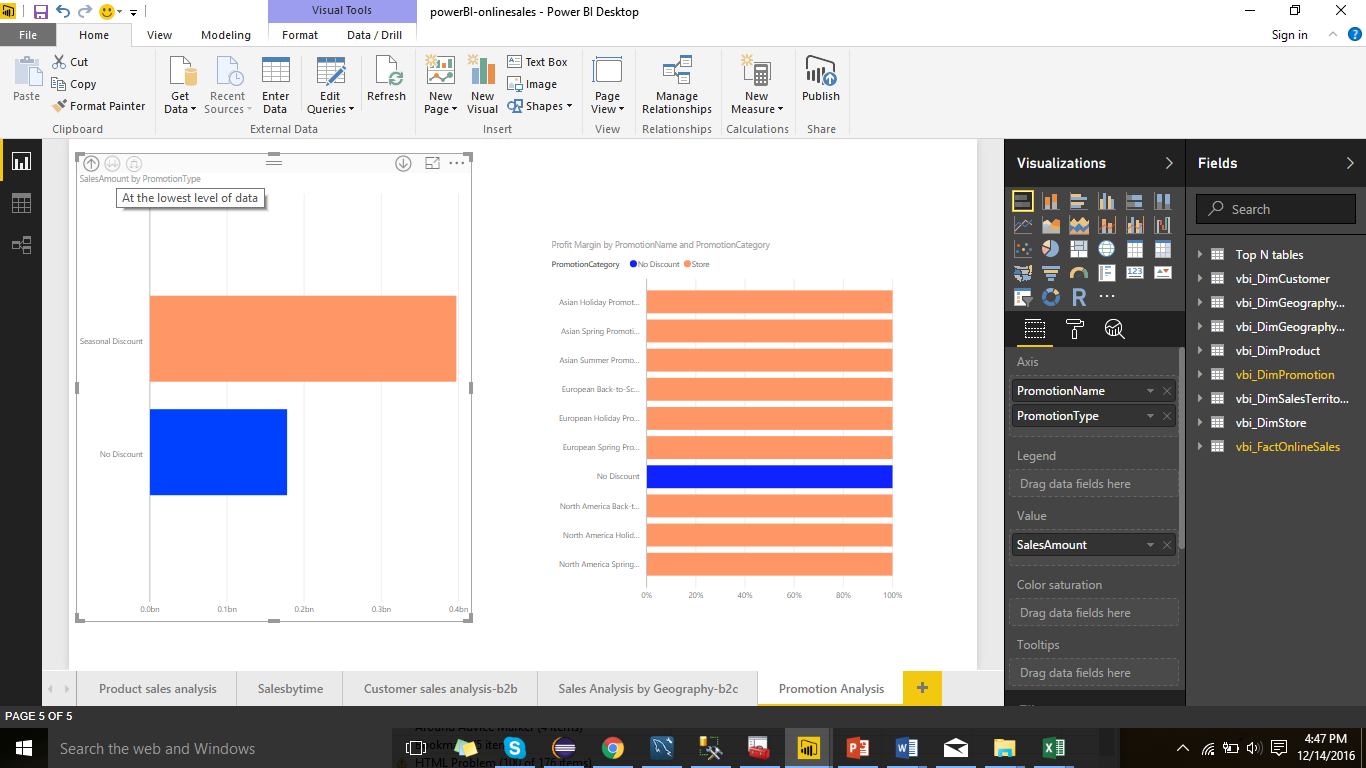 Visual Tools
powerBI-onlinesales - Power BI Desktop
File
Home
View
Modeling
Format
Data / Drill
Sign in
Paste
Cut
Copy
Format Painter
Clipboard
Get Data
Recent Sources
Enter Data
Edit Queries
Refresh
External Data
New Page
New Visual
Text Box
Image
Shapes
Insert
Page View
View
Manage Relationships
Relationships
New Measure
Calculations
Publish
Share
SalesAmount by PromotionType
At the lowest level of data
Seasonal Discount
No Discount
0.0bn 0.1bn 0.2bn 0.3bn 0.4bn
Profit Margin by PromotionName and PromotionCategory
PromotionCategory No Discount Store
Asian Holiday Promot...
Asian Spring Promoti...
Asian Summer Promo...
European Back-to-Sc...
European Holiday Pro...
European Spring Pro...
No Discount
North America Back-t...
North America Holid...
North America Spring...
0% 20% 40% 60% 80% 100%
Visualizations
123
R
Axis
PromotionName
PromotionType
Legend
Drag data fields here
Value
SalesAmount
Color saturation
Drag data fields here
Tooltips
Drag data fields here
Fields
Search
Top N tables
vbi_DimCustomer
vbi_DimGeography...
vbi_DimGeography...
vbi_DimProduct
vbi_DimPromotion
vbi_DimSalesTerrito...
vbi_DimStore
vbi_FactOnlineSales
Product sales analysis
Salesbytime
Customer sales analysis-b2b
Sales Analysis by Geography-b2c
Promotion Analysis
PAGE 5 OF 5
Search the web and Windows
HTML Problem (100 of 176 items)
4:47 PM
12/14/2016